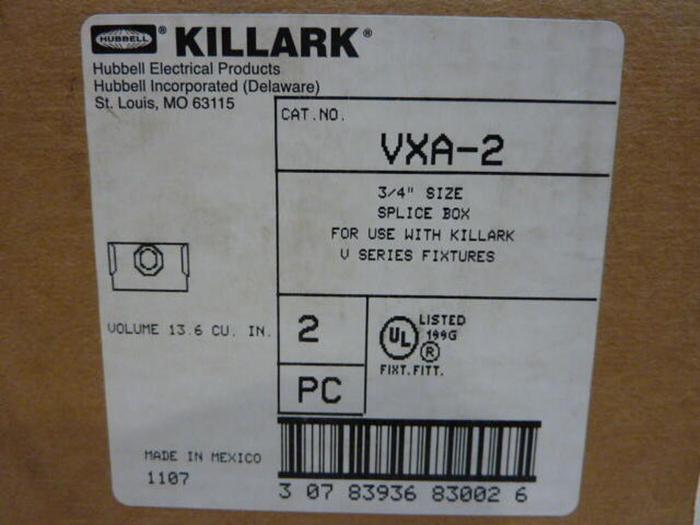 HUBBELL® KILLARK®
Hubbell Electrical Products
Hubbell Incorporated (Delaware)
St. Louis, MO 63115
CAT.NO.
VXA-2
3/4" SIZE
SPLICE BOX
FOR USE WITH KILLARK
V SERIES FIXTURES
VOLUME 13.6 CU. IN.
2
PC
UL ®
LISTED
199G
FIXT.FITT.
MADE IN MEXICO
1107
3 07 83936 83002 6